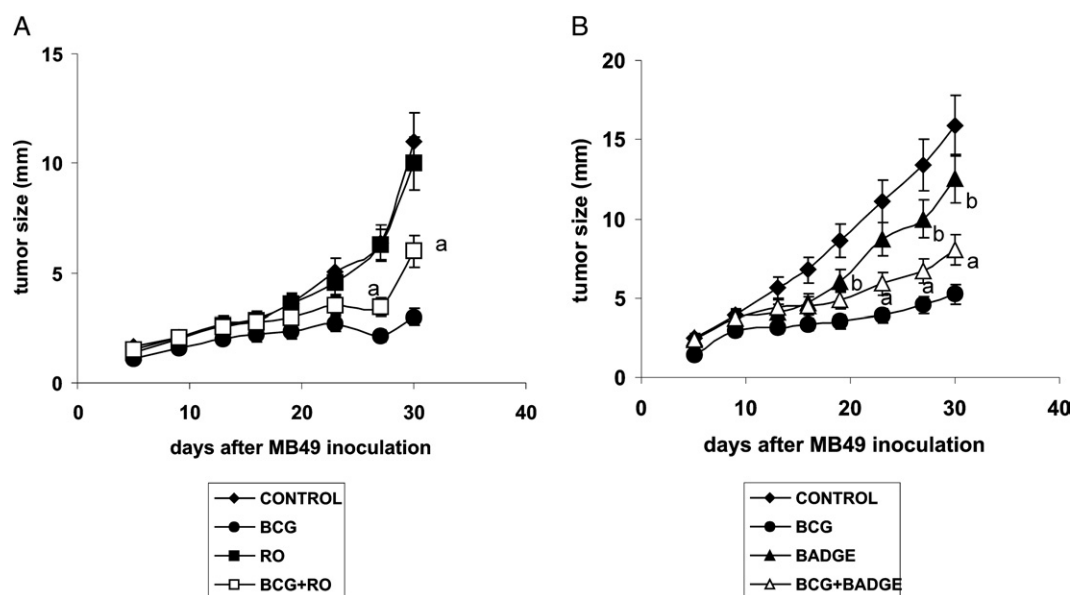 A
15
10
5
0
tumor size (mm)
0 10 20 30 40
a
a
days after MB49 inoculation
CONTROL
BCG
RO
BCG+RO
B
20
15
10
5
0
tumor size (mm)
0 10 20 30 40
b
b
b
a
a
a
days after MB49 inoculation
CONTROL
BCG
BADGE
BCG+BADGE